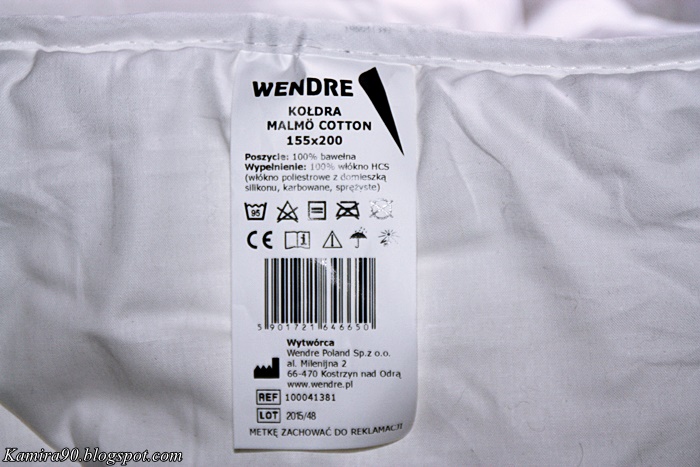 WENDRE
KOŁDRA
MALMÖ COTTON
155x200
Poszycie: 100% bawełna
Wypełnienie: 100% włókno HCS
(włókno poliestrowe z domieszką
silikonu, karbowane, sprężyste)
95
CE
5 901721 646650
Wytwórca
Wendre Poland Sp.z o.o.
al. Milenijna 2
66-470 Kostrzyn nad Odrą
www.wendre.pl
REF 100041381
LOT 2015/48
METKĘ ZACHOWAĆ DO REKLAMACJI
Kamira90.blogspot.com